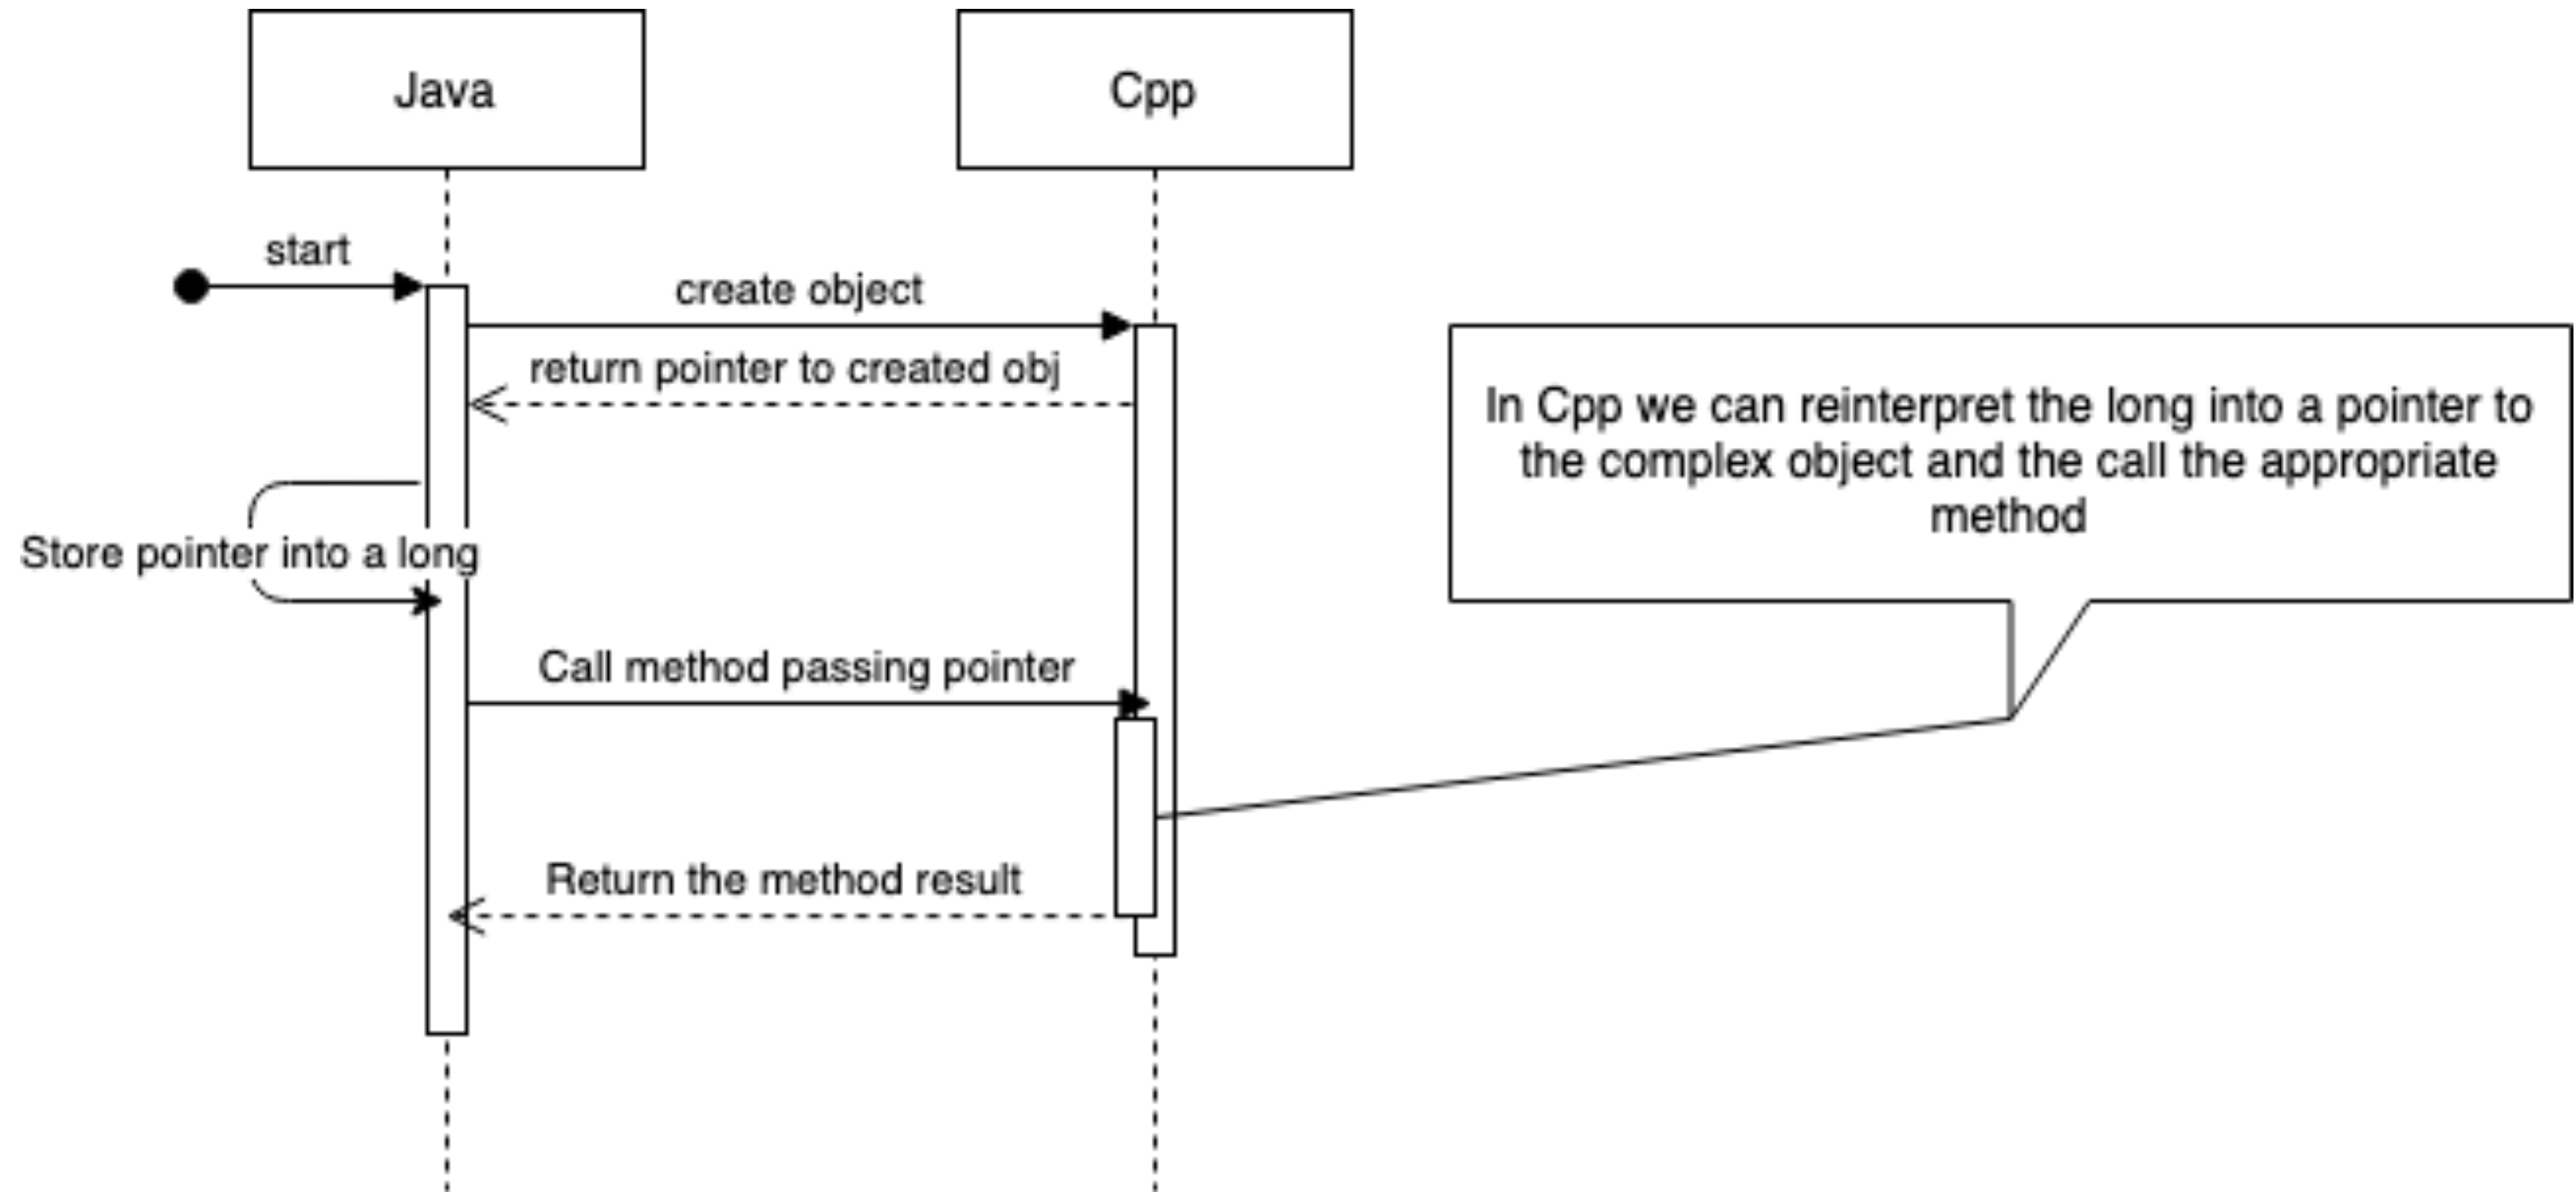 Java
Cpp
start
create object
return pointer to created obj
In Cpp we can reinterpret the long into a pointer to
the complex object and the call the appropriate
method
Store pointer into a long
Call method passing pointer
Return the method result